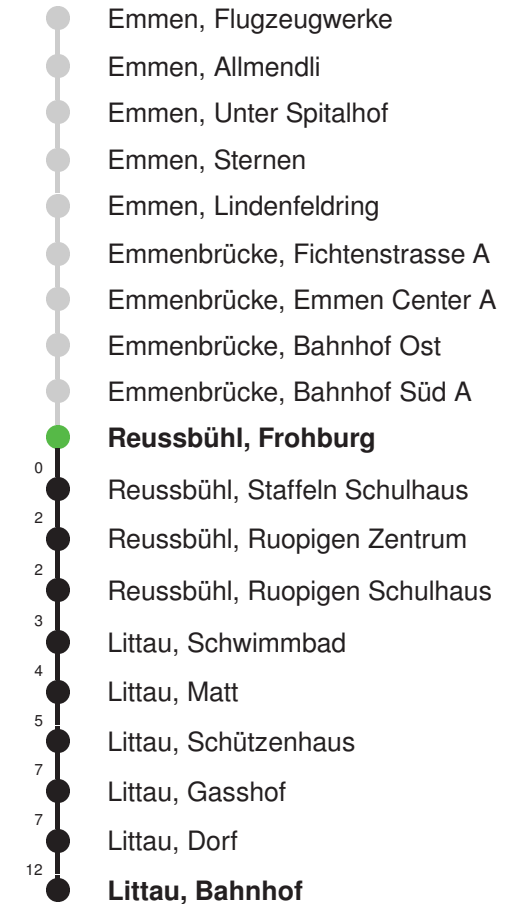 Emmen, Flugzeugwerke
Emmen, Allmendli
Emmen, Unter Spitalhof
Emmen, Sternen
Emmen, Lindenfeldring
Emmenbrücke, Fichtenstrasse A
Emmenbrücke, Emmen Center A
Emmenbrücke, Bahnhof Ost
Emmenbrücke, Bahnhof Süd A
Reussbühl, Frohburg
0
Reussbühl, Staffeln Schulhaus
2
Reussbühl, Ruopigen Zentrum
2
Reussbühl, Ruopigen Schulhaus
3
Littau, Schwimmbad
4
Littau, Matt
5
Littau, Schützenhaus
7
Littau, Gasshof
7
Littau, Dorf
12
Littau, Bahnhof